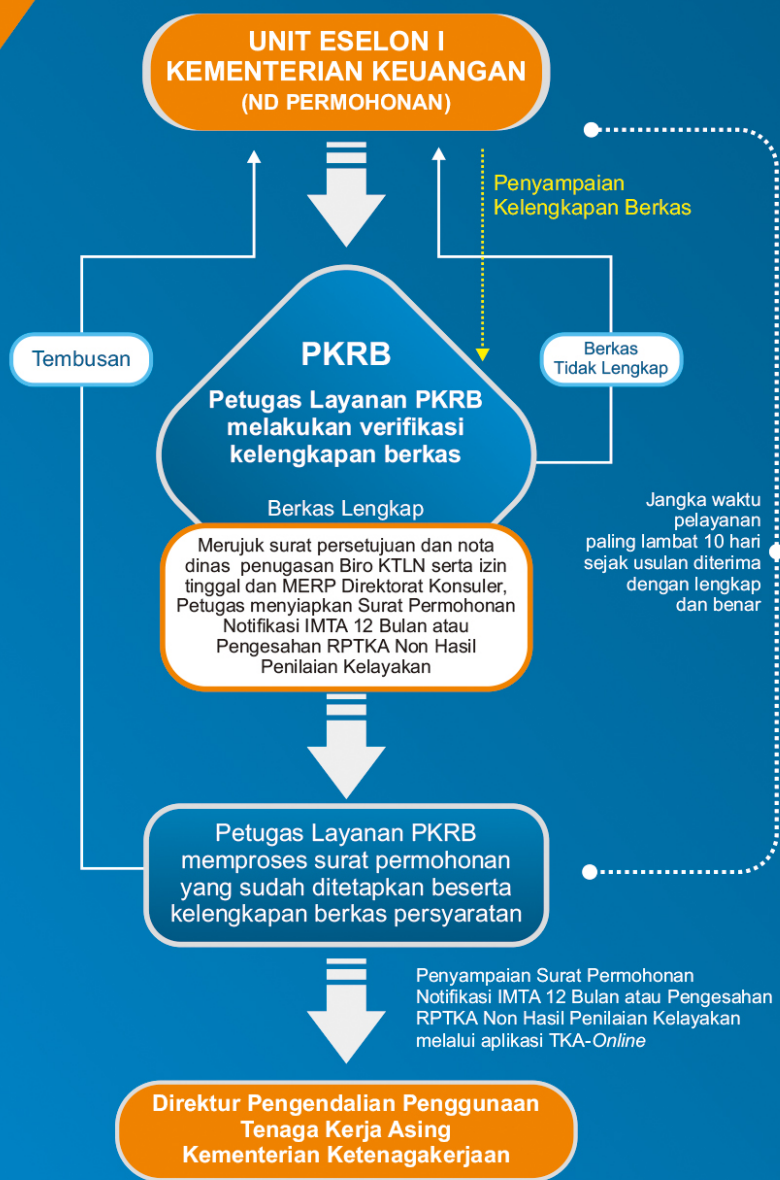 UNIT ESELON I
KEMENTERIAN KEUANGAN
(ND PERMOHONAN)
Penyampaian
Kelengkapan Berkas
Tembusan
Berkas
Tidak Lengkap
PKRB
Petugas Layanan PKRB
melakukan verifikasi
kelengkapan berkas
Berkas Lengkap
Merujuk surat persetujuan dan nota
dinas penugasan Biro KTLN serta izin
tinggal dan MERP Direktorat Konsuler,
Petugas menyiapkan Surat Permohonan
Notifikasi IMTA 12 Bulan atau
Pengesahan RPTKA Non Hasil
Penilaian Kelayakan
Jangka waktu
pelayanan
paling lambat 10 hari
sejak usulan diterima
dengan lengkap
dan benar
Petugas Layanan PKRB
memproses surat permohonan
yang sudah ditetapkan beserta
kelengkapan berkas persyaratan
Penyampaian Surat Permohonan
Notifikasi IMTA 12 Bulan atau Pengesahan
RPTKA Non Hasil Penilaian Kelayakan
melalui aplikasi TKA-Online
Direktur Pengendalian Penggunaan
Tenaga Kerja Asing
Kementerian Ketenagakerjaan